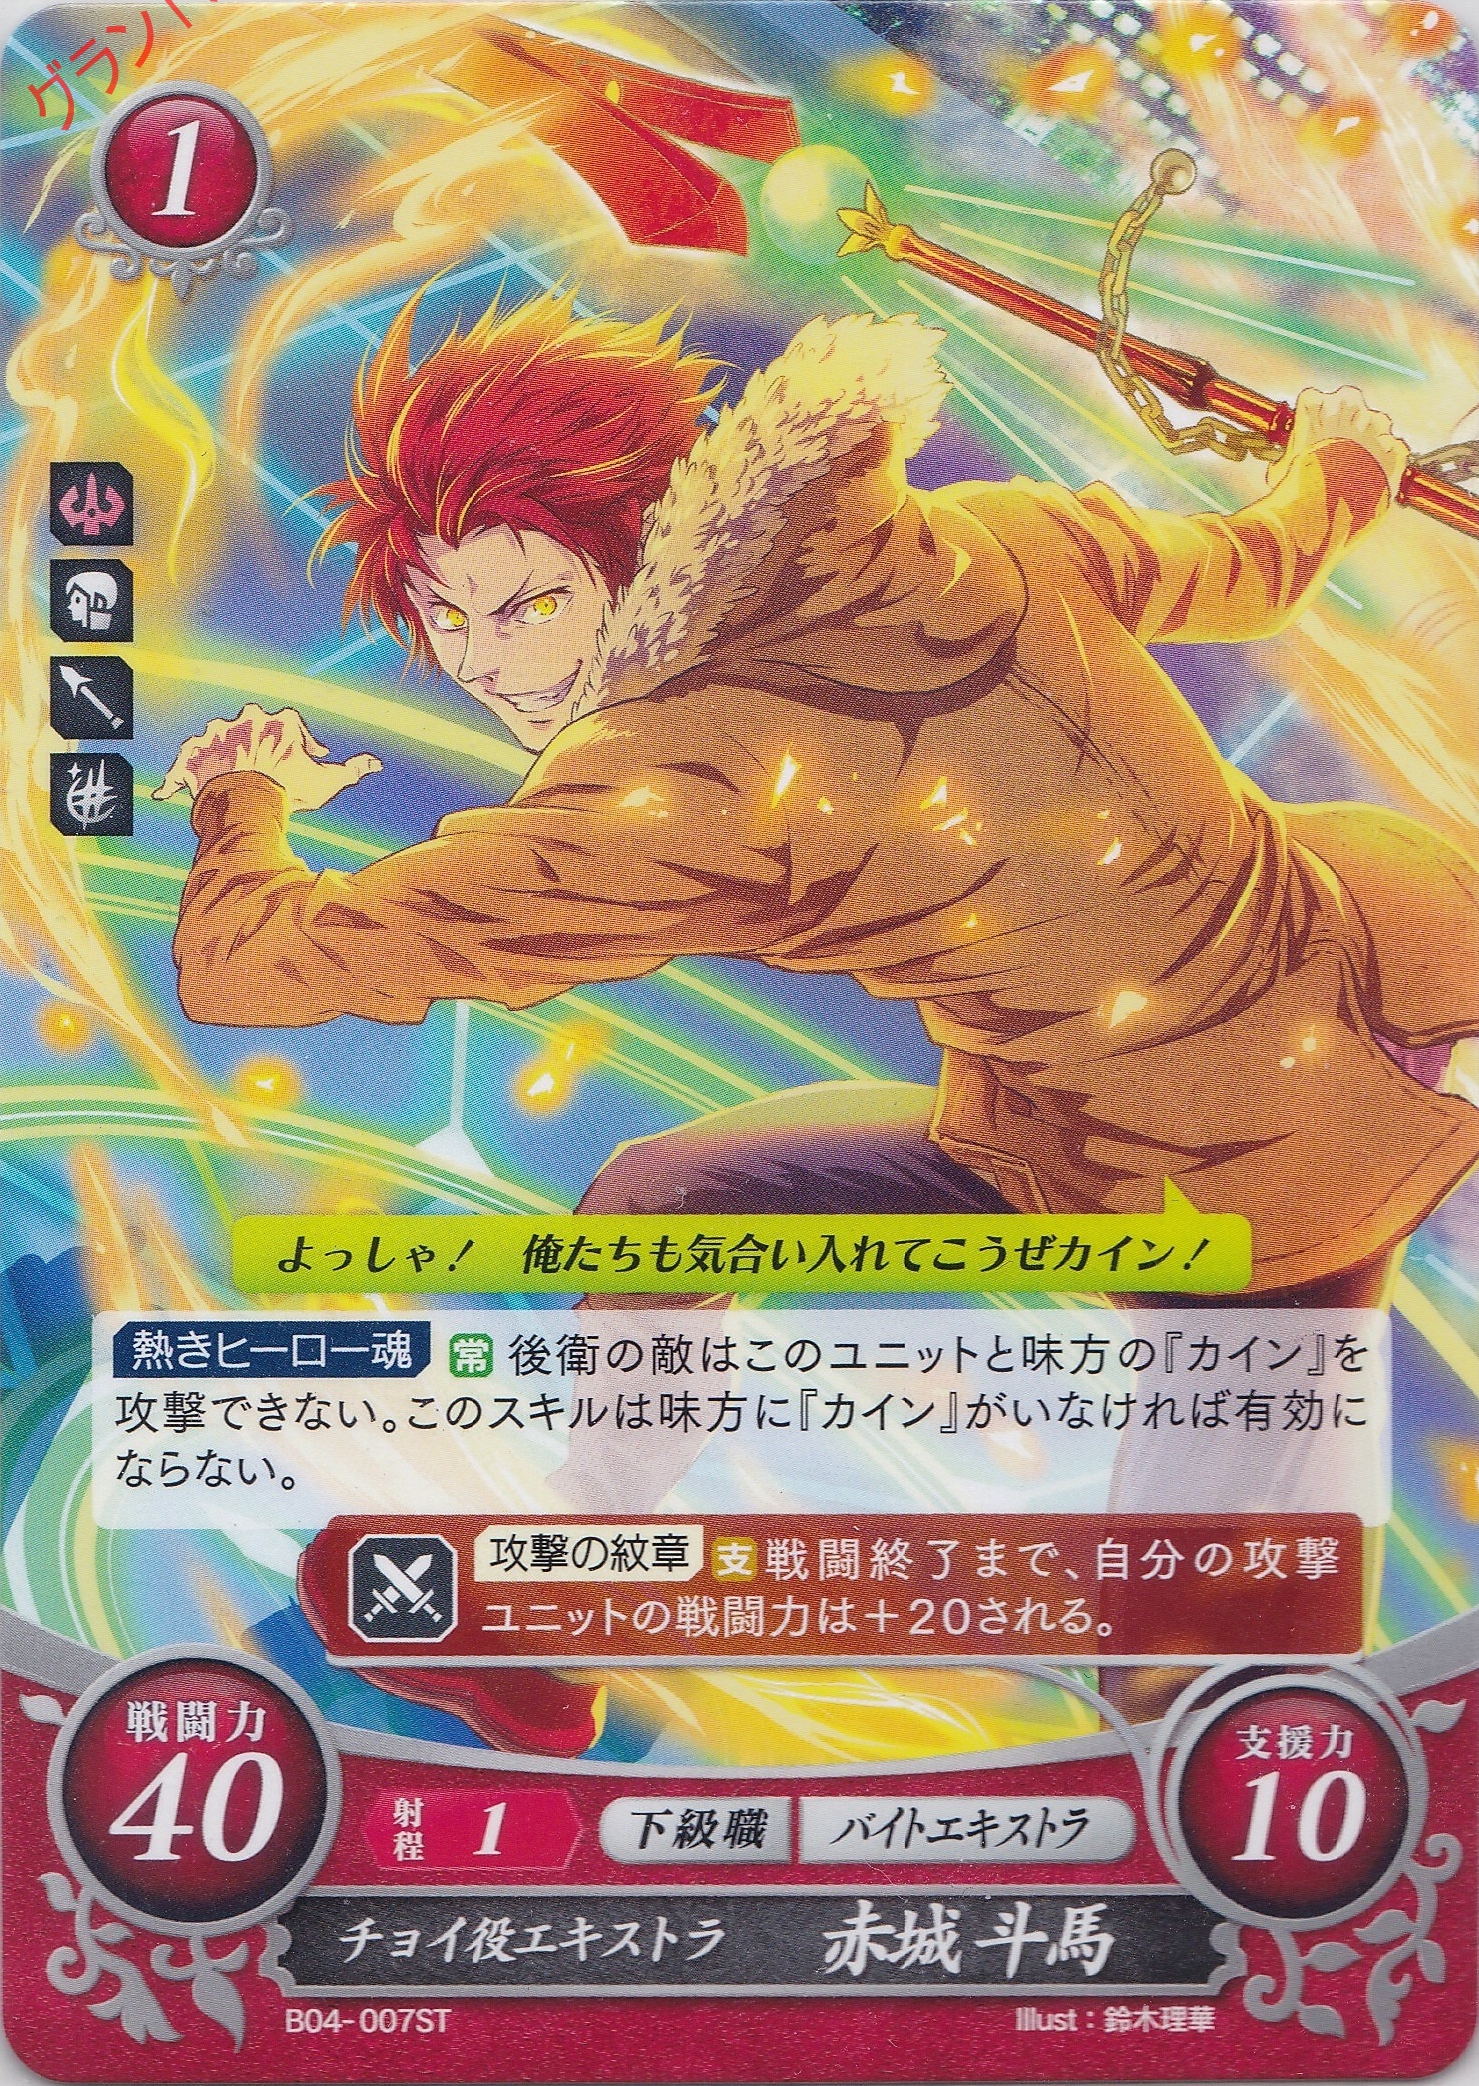 グラン
1
よっしゃ！　俺たちも気合い入れてこうぜカイン！
熱きヒーロー魂 常 後衛の敵はこのユニットと味方の『カイン』を
攻撃できない。このスキルは味方に『カイン』がいなければ有効に
ならない。
攻撃の紋章 支 戦闘終了まで、自分の攻撃
ユニットの戦闘力は＋20される。
戦闘力
40
射程 1
下級職 バイトエキストラ
支援力
10
チョイ役エキストラ　赤城 斗馬
B04-007ST
Illust：鈴木理華